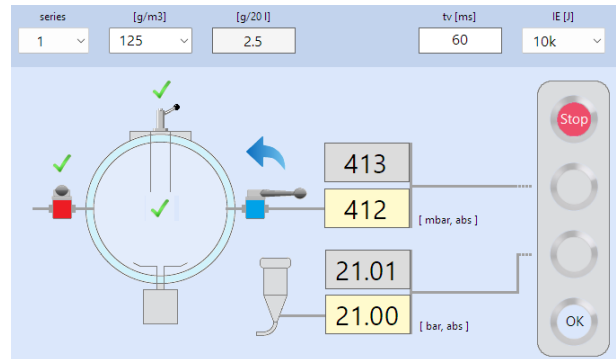 series [g/m3] [g/20 l] tv [ms] IE [J]
1 125 2.5 60 10k
Stop
413
412
[ mbar, abs ]
21.01
21.00
[ bar, abs ]
OK